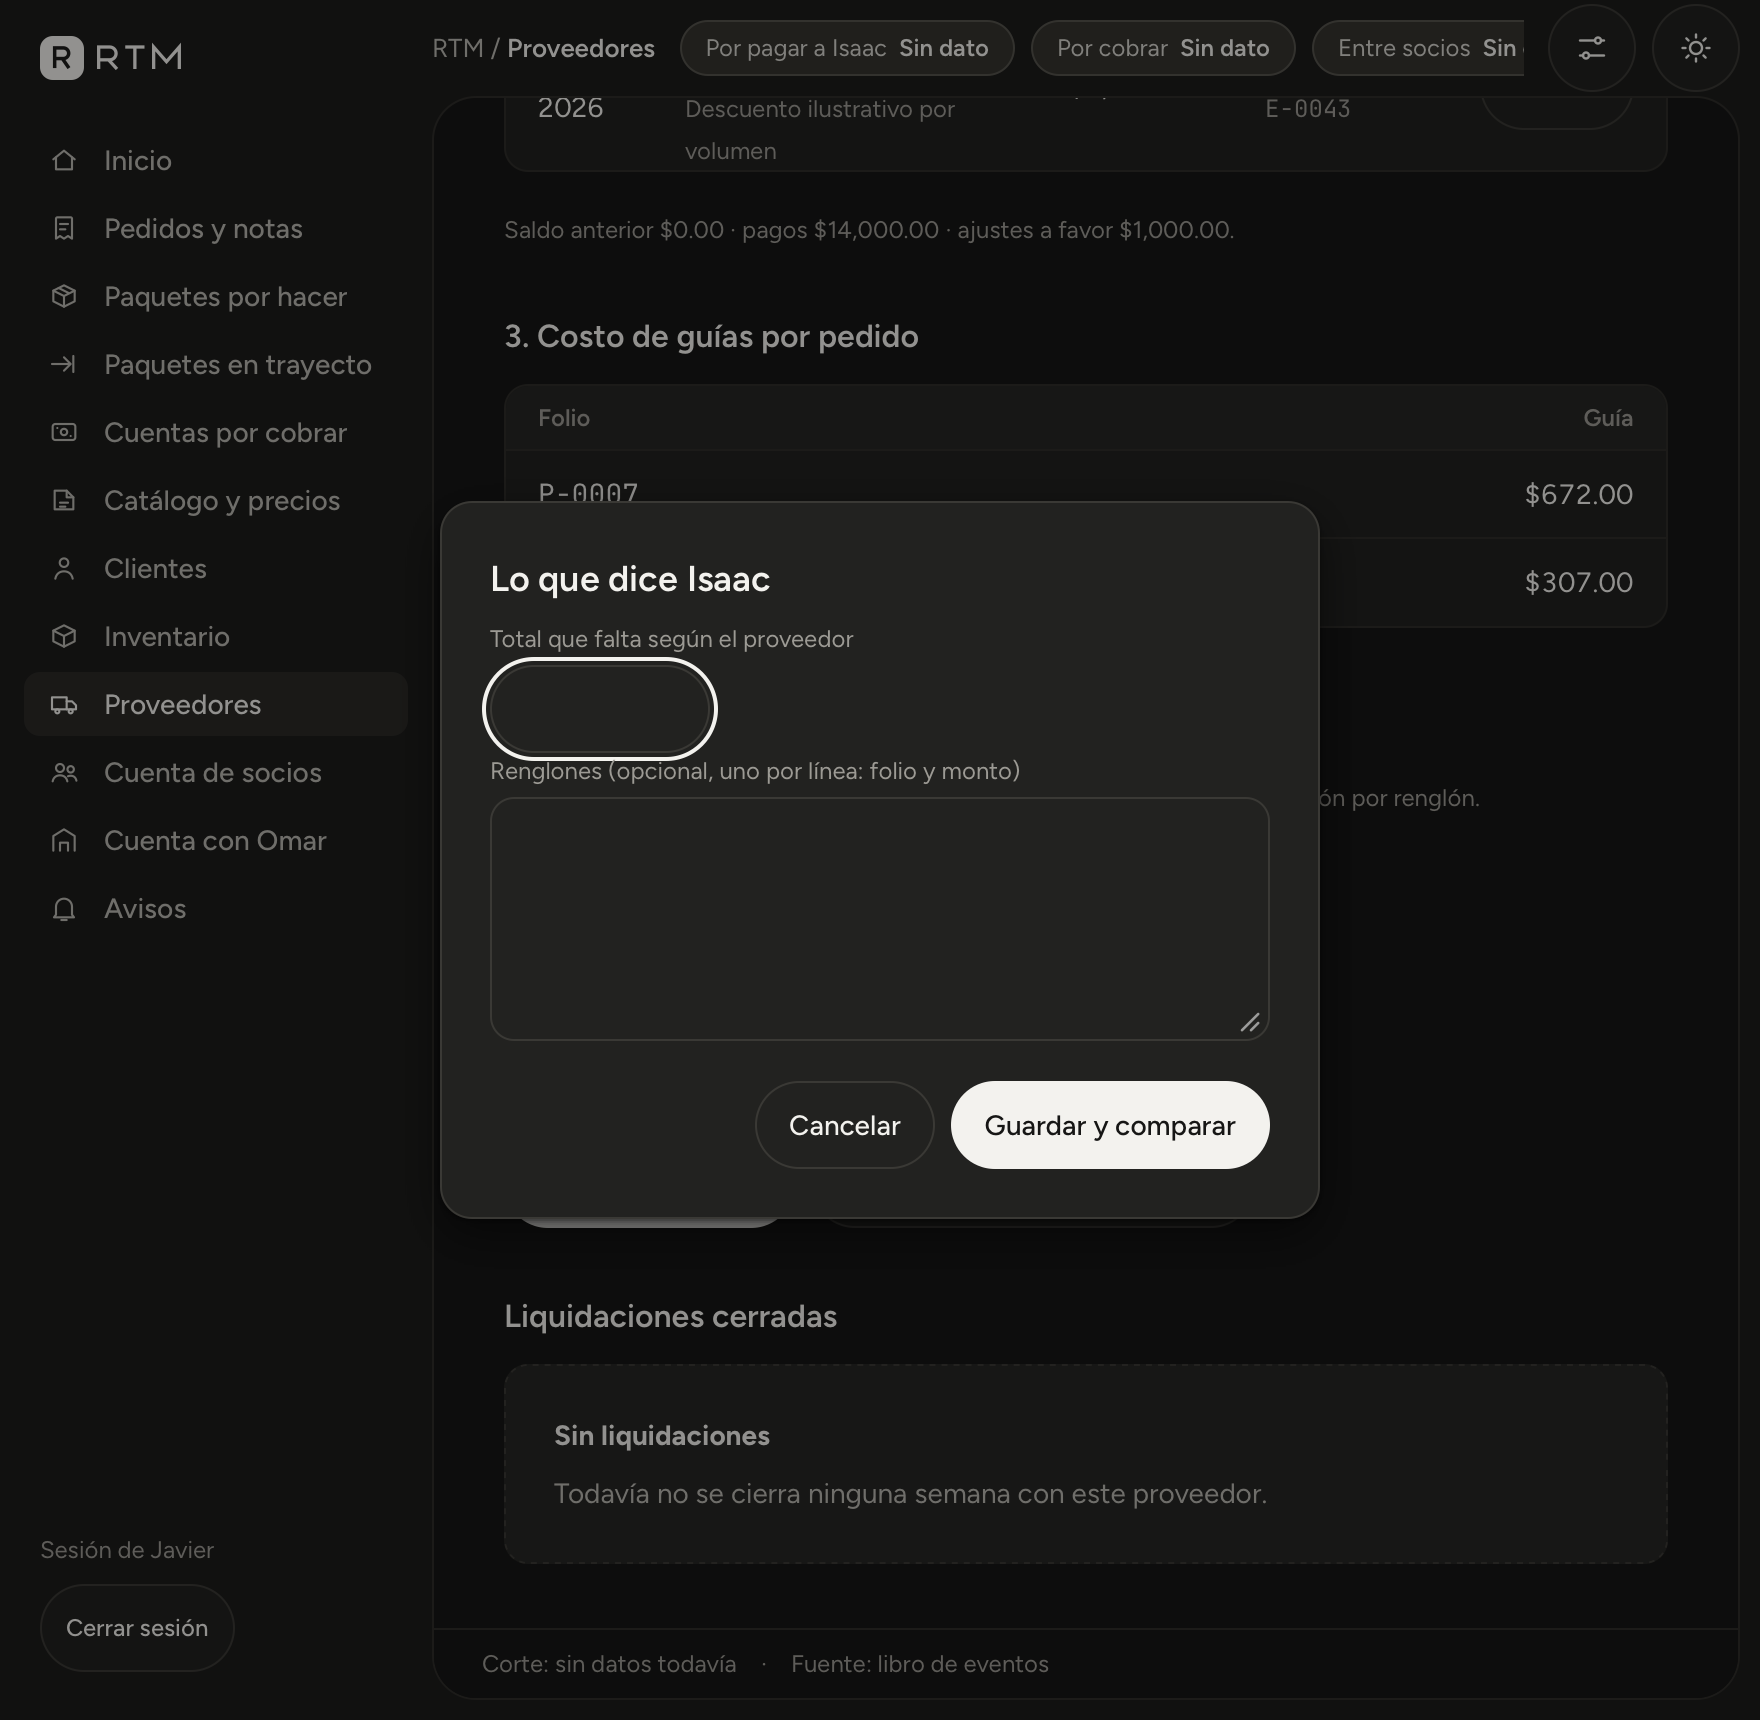 RTM
RTM / Proveedores
Por pagar a Isaac Sin dato
Por cobrar Sin dato
Entre socios Sin
Inicio
Pedidos y notas
Paquetes por hacer
Paquetes en trayecto
Cuentas por cobrar
Catálogo y precios
Clientes
Inventario
Proveedores
Cuenta de socios
Cuenta con Omar
Avisos
Sesión de Javier
Cerrar sesión
2026
Descuento ilustrativo por
volumen
E-0043
Saldo anterior $0.00 · pagos $14,000.00 · ajustes a favor $1,000.00.
3. Costo de guías por pedido
Folio Guía
P-0007 $672.00
$307.00
Lo que dice Isaac
Total que falta según el proveedor
Renglones (opcional, uno por línea: folio y monto)
por renglón.
Cancelar
Guardar y comparar
Liquidaciones cerradas
Sin liquidaciones
Todavía no se cierra ninguna semana con este proveedor.
Corte: sin datos todavía · Fuente: libro de eventos